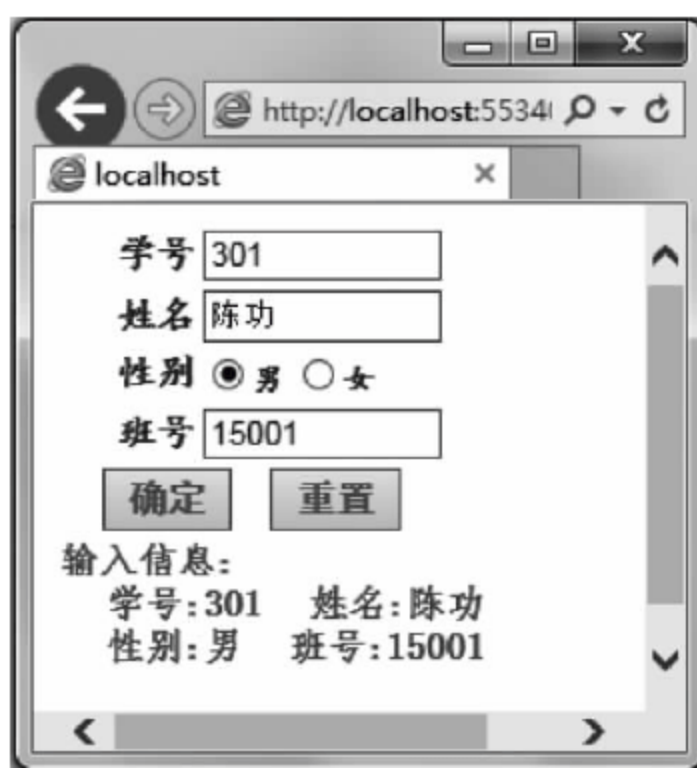 http://localhost:5534
localhost
学号 301
姓名 陈功
性别 男 女
班号 15001
确定 重置
输入信息:
学号:301 姓名:陈功
性别:男 班号:15001